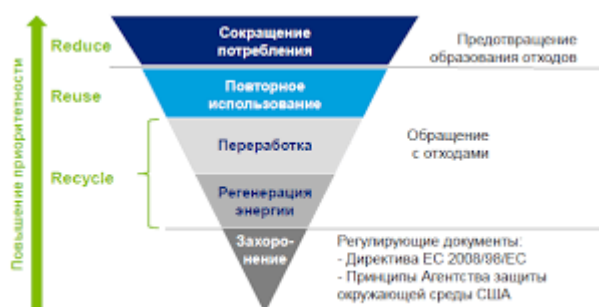 Повышение приоритетности
Reduce
Сокращение
потребления
Предотвращение
образования отходов
Reuse
Повторное
использование
Recycle
Переработка
Обращение
с отходами
Регенерация
энергии
Захоро-
нение
Регулирующие документы:
- Директива ЕС 2008/98/ЕС
- Принципы Агентства защиты
окружающей среды США